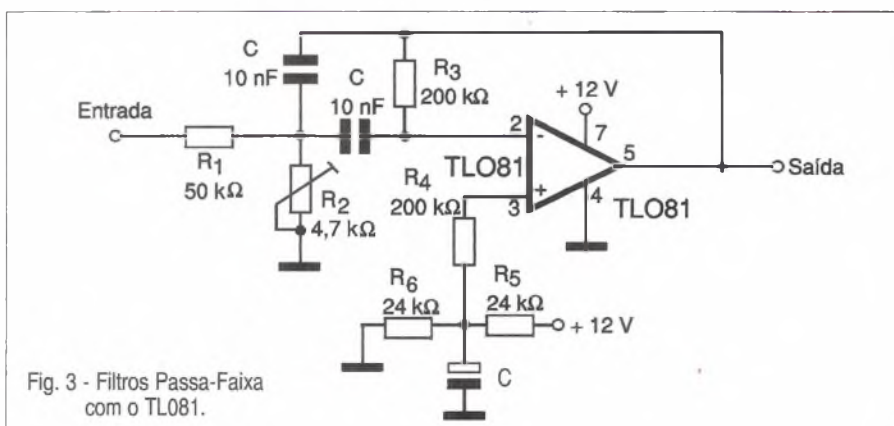 C
10 nF
C
10 nF
R3
200 kΩ
+ 12 V
Entrada
R1
50 kΩ
2
-
7
TLO81
5
Saída
R4
200 kΩ
+
3
4
TLO81
R2
4,7 kΩ
R6
24 kΩ
R5
24 kΩ
+ 12 V
C
Fig. 3 - Filtros Passa-Faixa
com o TL081.